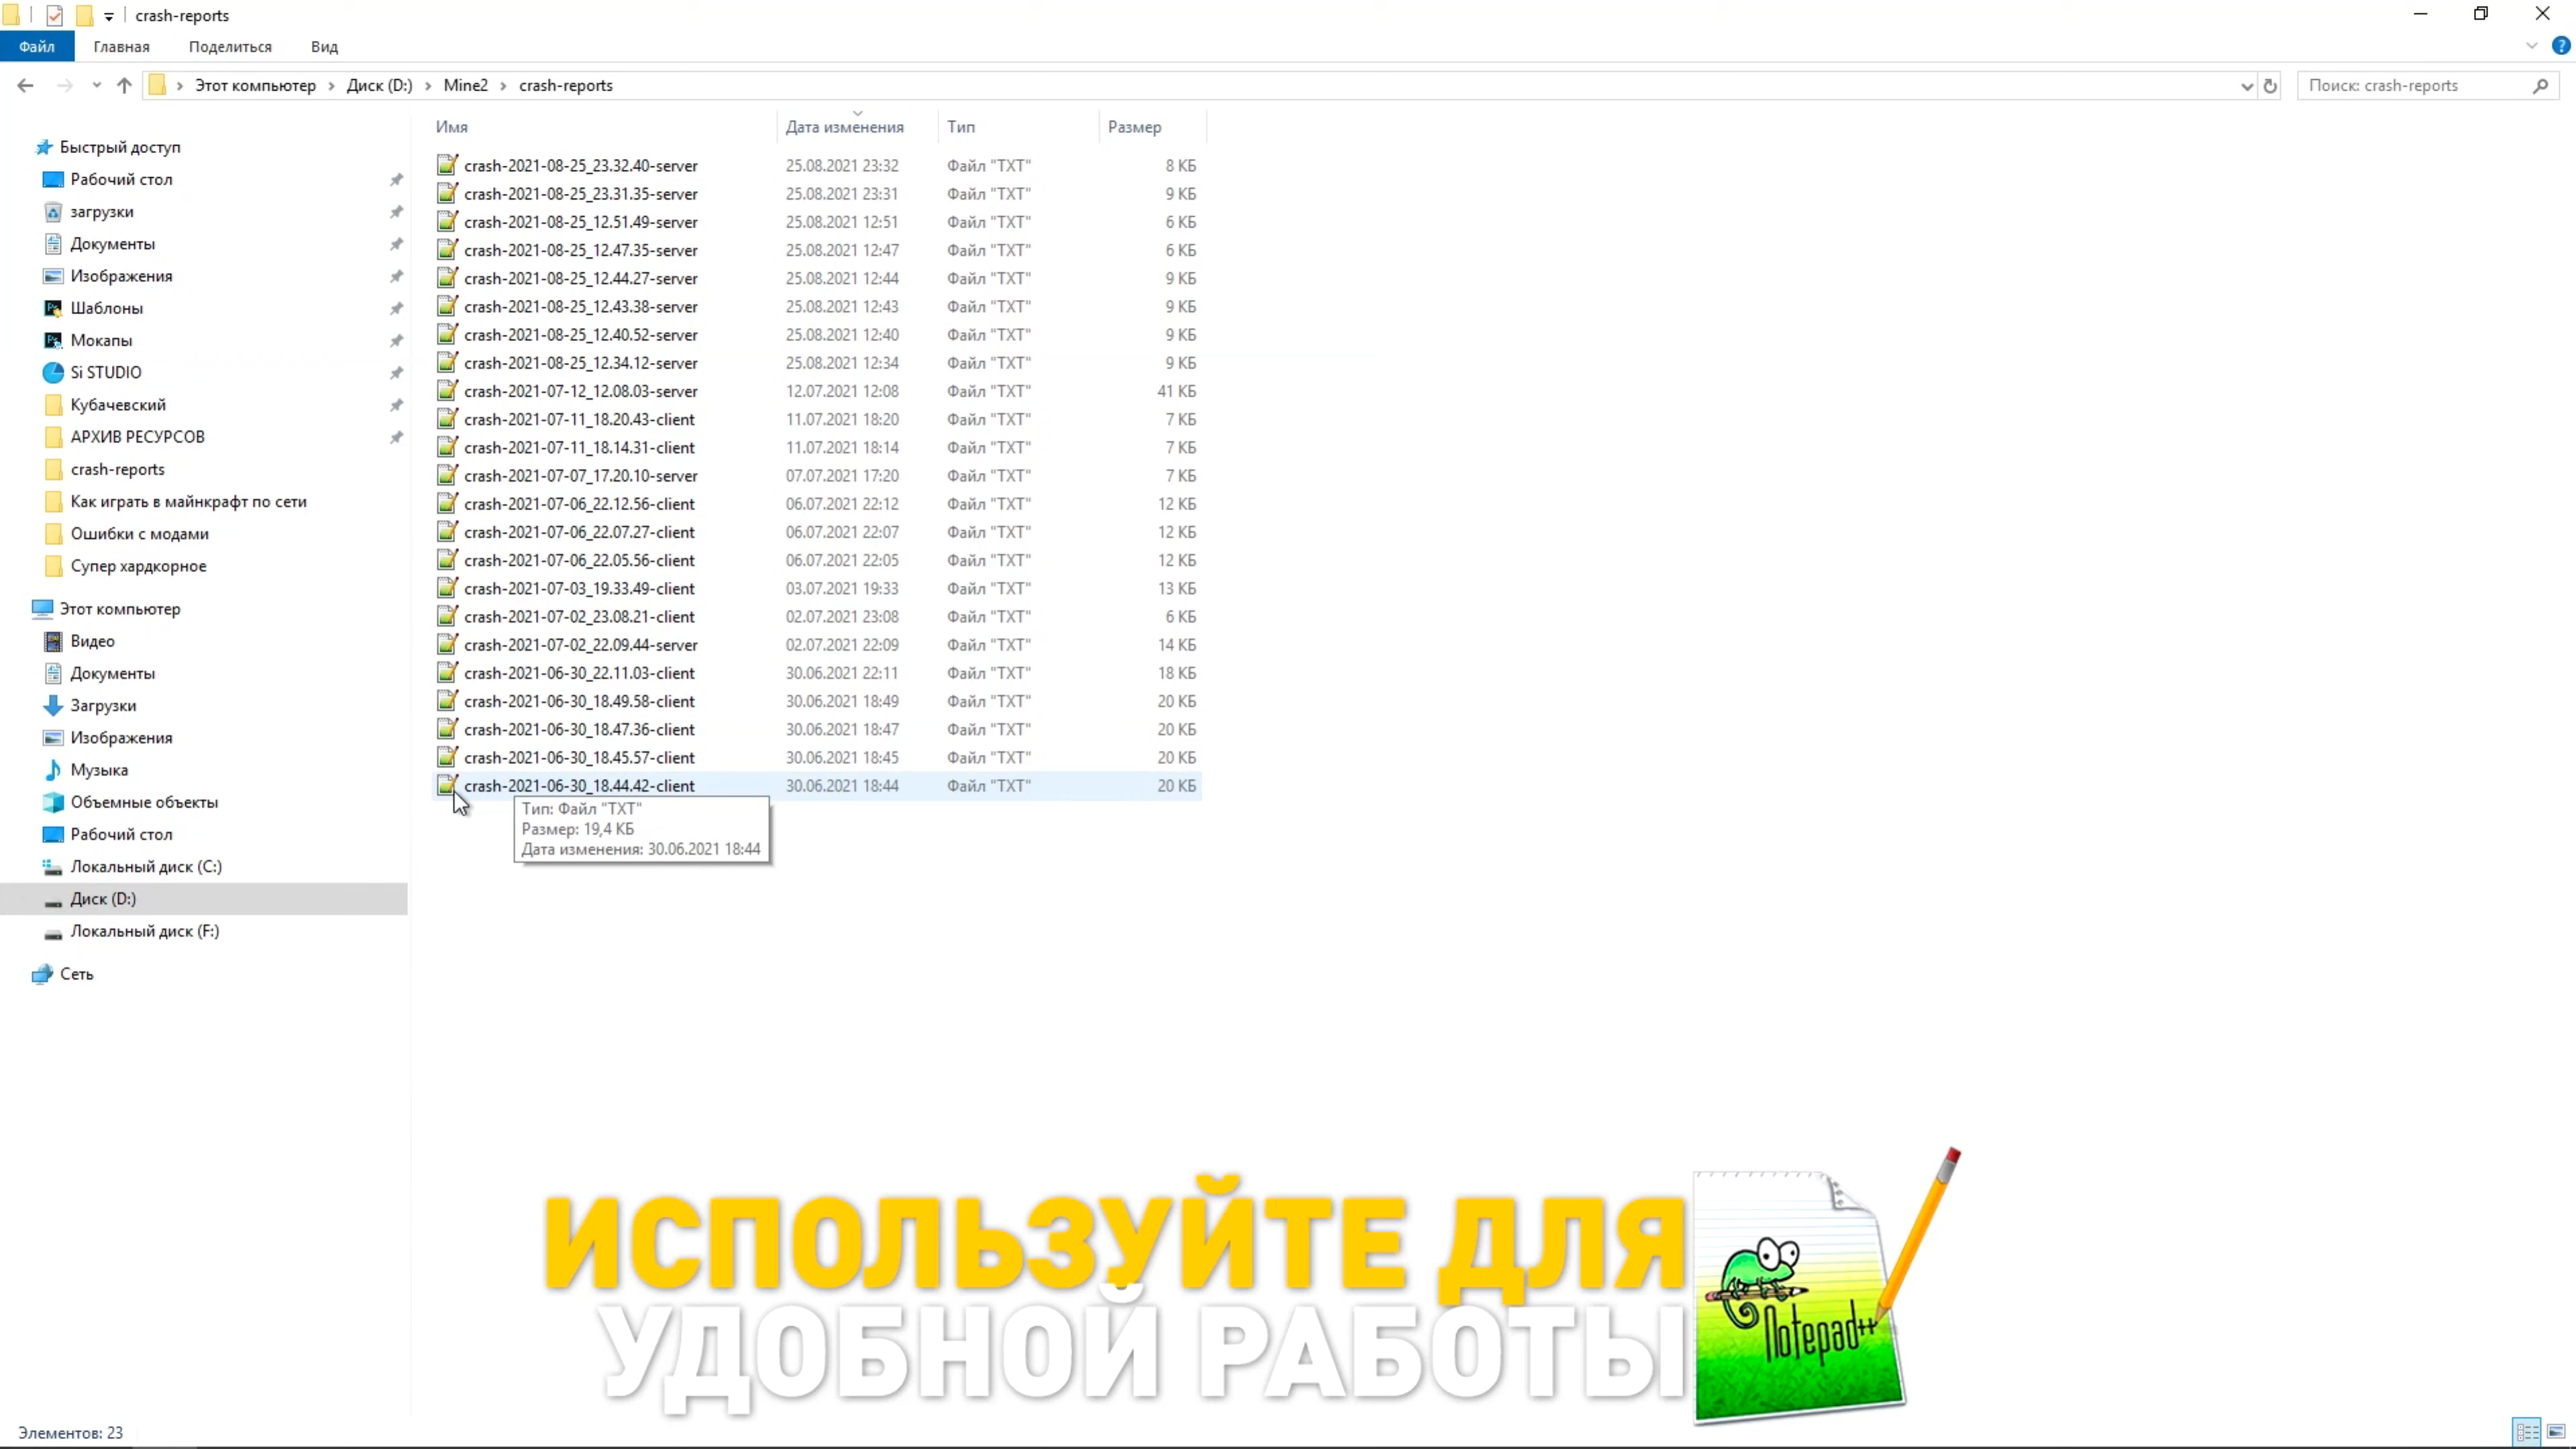 crash-reports
Файл Главная Поделиться Вид
Этот компьютер Диск (D:) Mine2 crash-reports
Поиск: crash-reports
Имя Дата изменения Тип Размер
Быстрый доступ
Рабочий стол
загрузки
Документы
Изображения
Шаблоны
Мокапы
Si STUDIO
Кубачевский
АРХИВ РЕСУРСОВ
crash-reports
Как играть в майнкрафт по сети
Ошибки с модами
Супер хардкорное
Этот компьютер
Видео
Документы
Загрузки
Изображения
Музыка
Объемные объекты
Рабочий стол
Локальный диск (C:)
Диск (D:)
Локальный диск (F:)
Сеть
crash-2021-08-25_23.32.40-server 25.08.2021 23:32 Файл "TXT" 8 КБ
crash-2021-08-25_23.31.35-server 25.08.2021 23:31 Файл "TXT" 9 КБ
crash-2021-08-25_12.51.49-server 25.08.2021 12:51 Файл "TXT" 6 КБ
crash-2021-08-25_12.47.35-server 25.08.2021 12:47 Файл "TXT" 6 КБ
crash-2021-08-25_12.44.27-server 25.08.2021 12:44 Файл "TXT" 9 КБ
crash-2021-08-25_12.43.38-server 25.08.2021 12:43 Файл "TXT" 9 КБ
crash-2021-08-25_12.40.52-server 25.08.2021 12:40 Файл "TXT" 9 КБ
crash-2021-08-25_12.34.12-server 25.08.2021 12:34 Файл "TXT" 9 КБ
crash-2021-07-12_12.08.03-server 12.07.2021 12:08 Файл "TXT" 41 КБ
crash-2021-07-11_18.20.43-client 11.07.2021 18:20 Файл "TXT" 7 КБ
crash-2021-07-11_18.14.31-client 11.07.2021 18:14 Файл "TXT" 7 КБ
crash-2021-07-07_17.20.10-server 07.07.2021 17:20 Файл "TXT" 7 КБ
crash-2021-07-06_22.12.56-client 06.07.2021 22:12 Файл "TXT" 12 КБ
crash-2021-07-06_22.07.27-client 06.07.2021 22:07 Файл "TXT" 12 КБ
crash-2021-07-06_22.05.56-client 06.07.2021 22:05 Файл "TXT" 12 КБ
crash-2021-07-03_19.33.49-client 03.07.2021 19:33 Файл "TXT" 13 КБ
crash-2021-07-02_23.08.21-client 02.07.2021 23:08 Файл "TXT" 6 КБ
crash-2021-07-02_22.09.44-server 02.07.2021 22:09 Файл "TXT" 14 КБ
crash-2021-06-30_22.11.03-client 30.06.2021 22:11 Файл "TXT" 18 КБ
crash-2021-06-30_18.49.58-client 30.06.2021 18:49 Файл "TXT" 20 КБ
crash-2021-06-30_18.47.36-client 30.06.2021 18:47 Файл "TXT" 20 КБ
crash-2021-06-30_18.45.57-client 30.06.2021 18:45 Файл "TXT" 20 КБ
crash-2021-06-30_18.44.42-client 30.06.2021 18:44 Файл "TXT" 20 КБ
Тип: Файл "TXT"
Размер: 19,4 КБ
Дата изменения: 30.06.2021 18:44
ИСПОЛЬЗУЙТЕ ДЛЯ
УДОБНОЙ РАБОТЫ
Notepad++
Элементов: 23